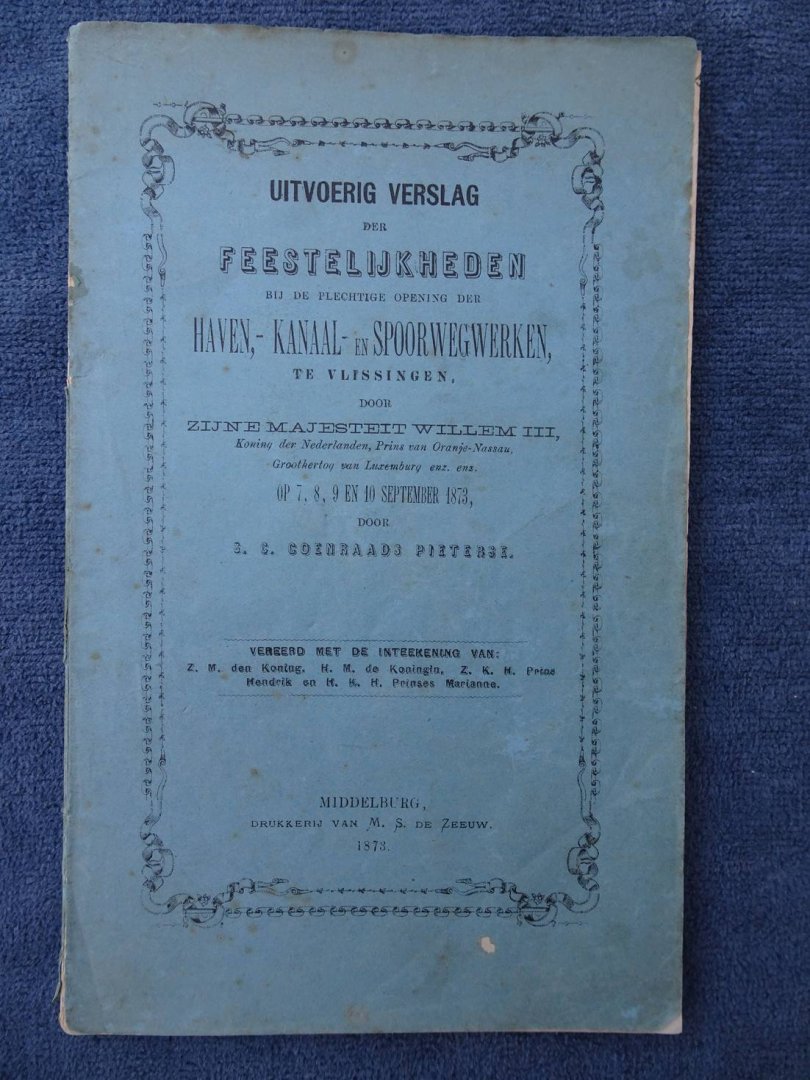 UITVOERIG VERSLAG
DER
FEESTELIJKHEDEN
BIJ DE PLECHTIGE OPENING DER
HAVEN,- KANAAL- EN SPOORWEGWERKEN,
TE VLISSINGEN,
DOOR
ZIJNE MAJESTEIT WILLEM III,
Koning der Nederlanden, Prins van Oranje-Nassau,
Groothertog van Luxemburg enz. enz.
OP 7, 8, 9 EN 10 SEPTEMBER 1873,
DOOR
C. COENRAADS PIETERSE.
VEREERD MET DE INTEEKENING VAN:
Z. M. den Koning, H. M. de Koningin, Z. K. H. Prins
Hendrik en H. K. H. Prinses Marianne.
MIDDELBURG,
DRUKKERIJ VAN M. S. DE ZEEUW.
1873.